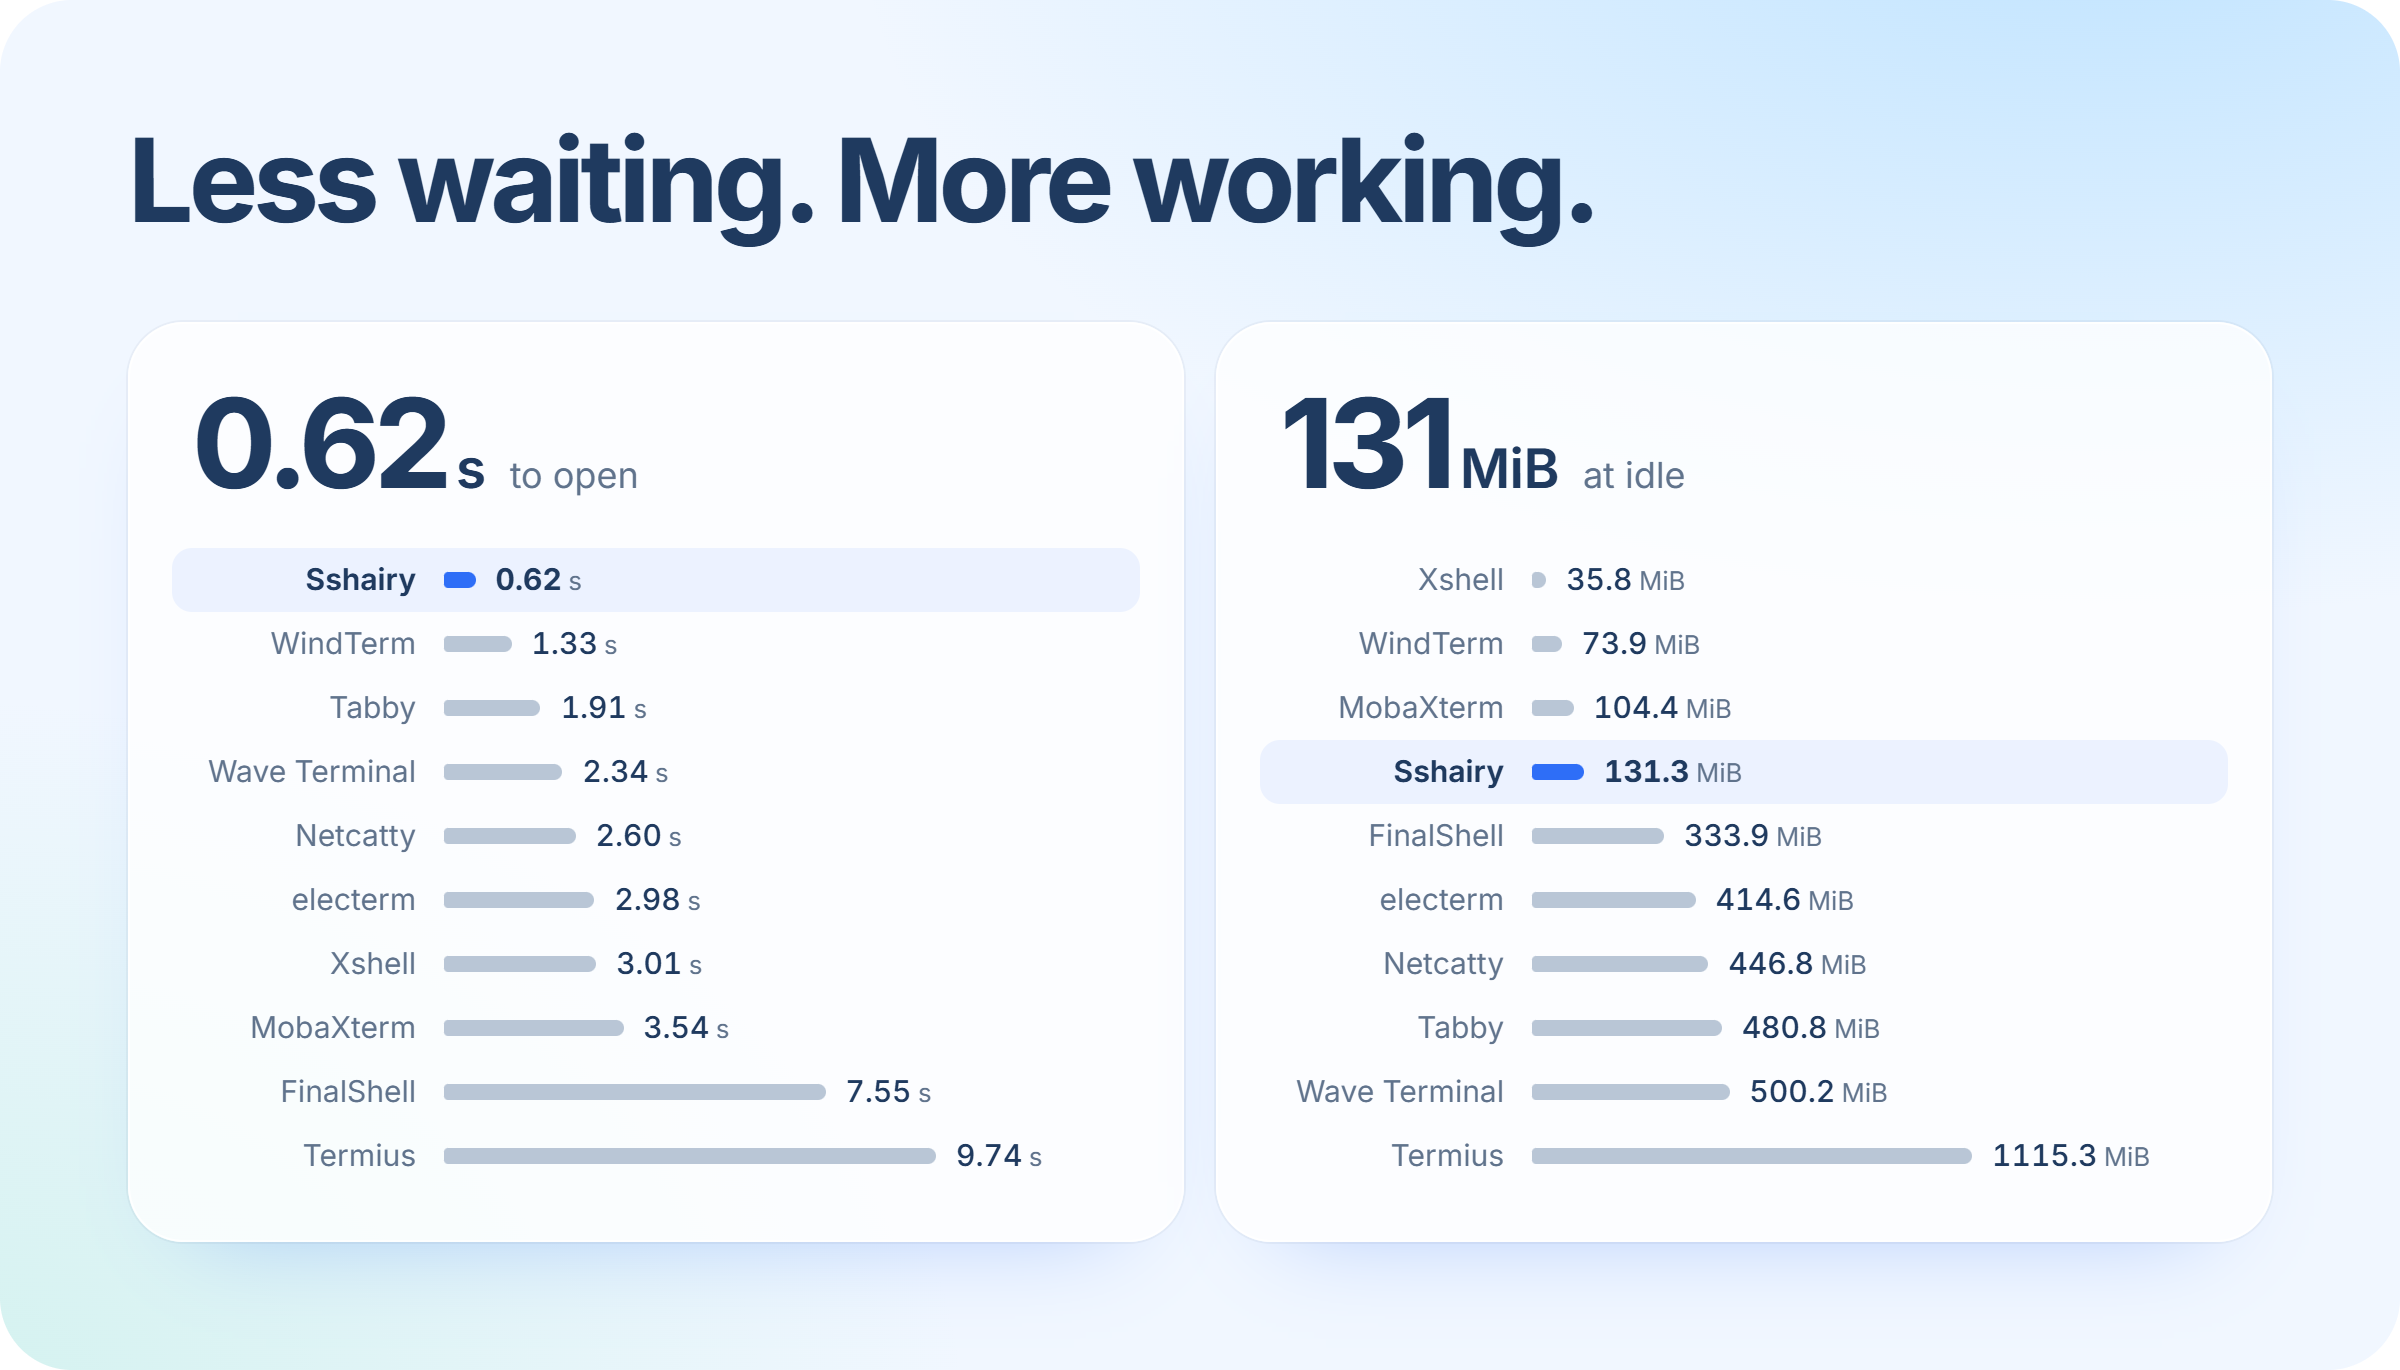 Less waiting. More working.
0.62 s to open
Sshairy 0.62 s
WindTerm 1.33 s
Tabby 1.91 s
Wave Terminal 2.34 s
Netcatty 2.60 s
electerm 2.98 s
Xshell 3.01 s
MobaXterm 3.54 s
FinalShell 7.55 s
Termius 9.74 s
131 MiB at idle
Xshell 35.8 MiB
WindTerm 73.9 MiB
MobaXterm 104.4 MiB
Sshairy 131.3 MiB
FinalShell 333.9 MiB
electerm 414.6 MiB
Netcatty 446.8 MiB
Tabby 480.8 MiB
Wave Terminal 500.2 MiB
Termius 1115.3 MiB